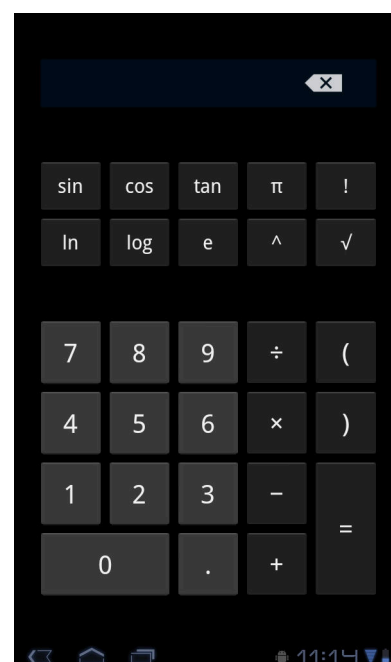 sin cos tan π !
ln log e ^ √
7 8 9 ÷ (
4 5 6 × )
1 2 3 −
=
0 . +
11:14